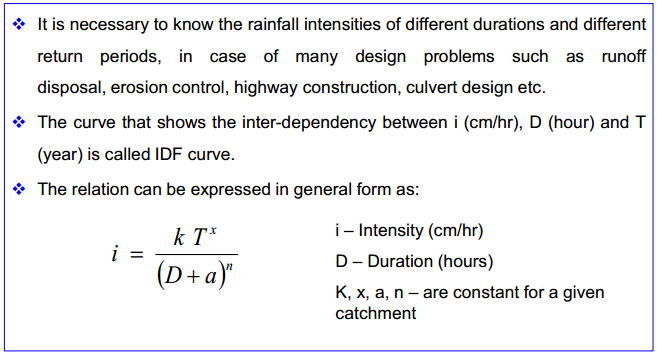 ❖ It is necessary to know the rainfall intensities of different durations and different
return periods, in case of many design problems such as runoff
disposal, erosion control, highway construction, culvert design etc.
❖ The curve that shows the inter-dependency between i (cm/hr), D (hour) and T
(year) is called IDF curve.
❖ The relation can be expressed in general form as:
i = k T^x / (D + a)^n
i – Intensity (cm/hr)
D – Duration (hours)
K, x, a, n – are constant for a given
catchment